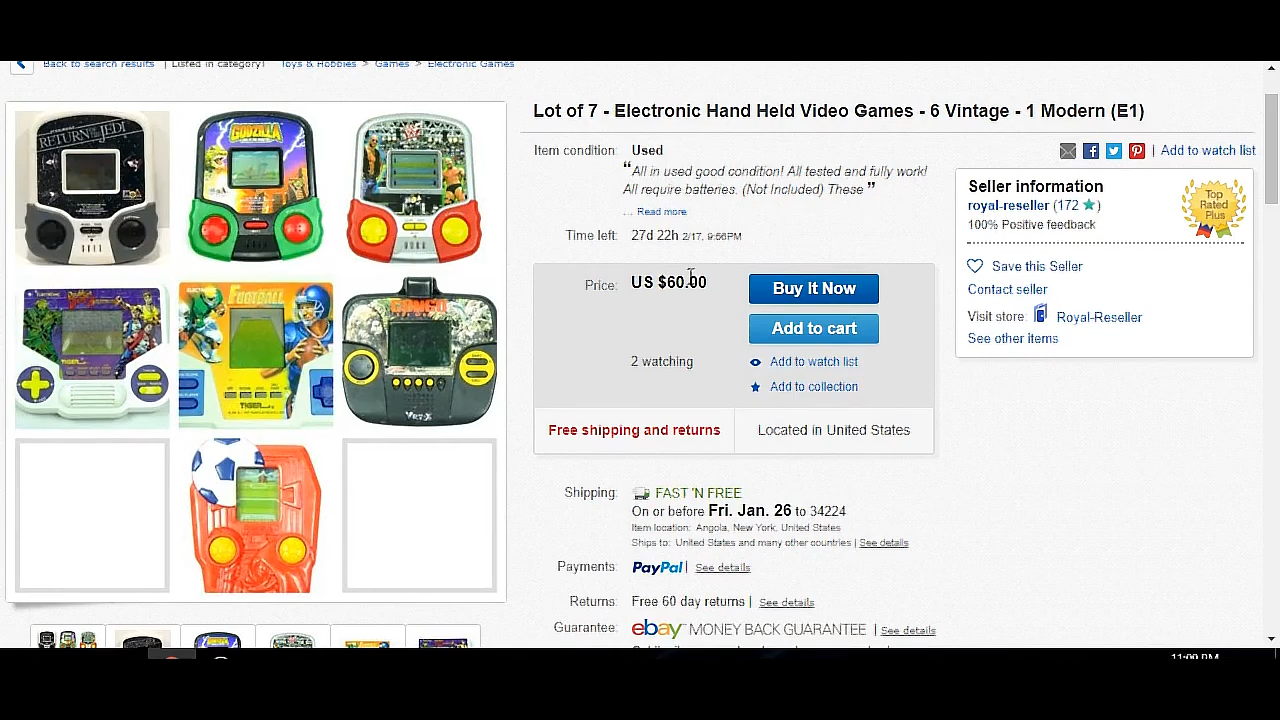 Back to search results | Listed in category: Toys & Hobbies > Games > Electronic Games
Lot of 7 - Electronic Hand Held Video Games - 6 Vintage - 1 Modern (E1)
Item condition: Used
“All in used good condition! All tested and fully work!
All require batteries. (Not Included) These ”
... Read more
Time left: 27d 22h 2/17, 9:56PM
Price: US $60.00
Buy It Now
Add to cart
2 watching
Add to watch list
Add to collection
Free shipping and returns
Located in United States
Shipping: FAST 'N FREE
On or before Fri. Jan. 26 to 34224
Item location: Angola, New York, United States
Ships to: United States and many other countries | See details
Payments: PayPal | See details
Returns: Free 60 day returns | See details
Guarantee: ebay MONEY BACK GUARANTEE | See details
| Add to watch list
Seller information
royal-reseller (172 )
100% Positive feedback
Top
Rated
Plus
Save this Seller
Contact seller
Visit store: Royal-Reseller
See other items
RETURN OF THE JEDI
GODZILLA
ELECTRONIC
TIGER
ELECTRONIC
Football
TIGER
CONGO